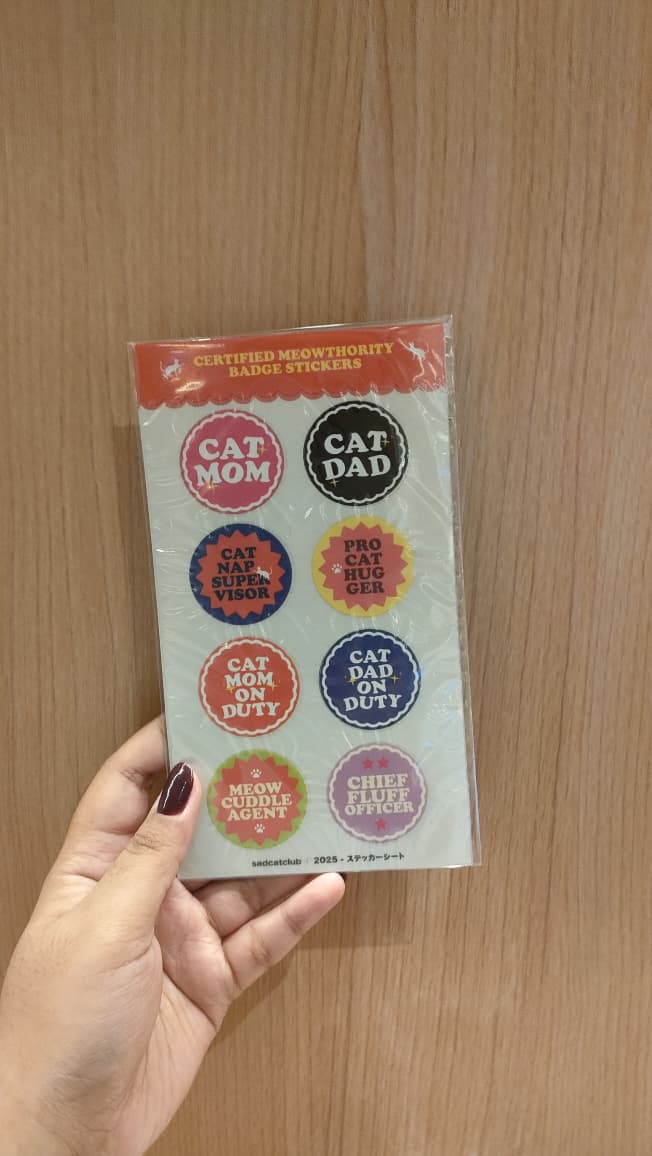 CERTIFIED MEOWTHORITY
BADGE STICKERS
CAT
MOM
CAT
DAD
CAT
NAP
SUPER
VISOR
PRO
CAT
HUG
GER
CAT
MOM
ON
DUTY
CAT
DAD
ON
DUTY
MEOW
CUDDLE
AGENT
CHIEF
FLUFF
OFFICER
sadcatclub · 2025 - ステッカーシート